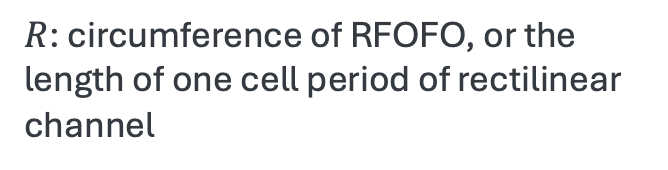 R: circumference of RFOFO, or the
length of one cell period of rectilinear
channel